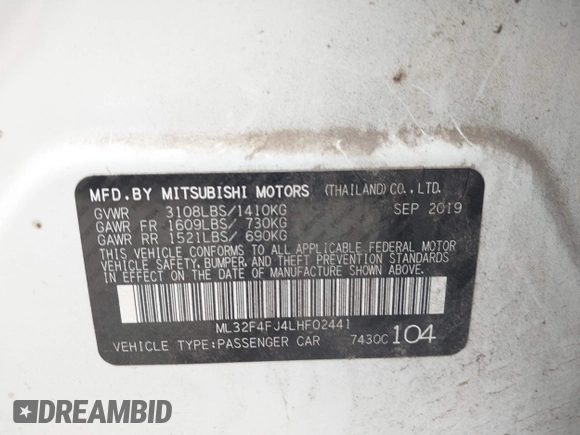 MFD.BY MITSUBISHI MOTORS (THAILAND)CO.,LTD.
GVWR 3108LBS/1410KG SEP 2019
GAWR FR 1609LBS/ 730KG
GAWR RR 1521LBS/ 690KG
THIS VEHICLE CONFORMS TO ALL APPLICABLE FEDERAL MOTOR
VEHICLE SAFETY,BUMPER, AND THEFT PREVENTION STANDARDS
IN EFFECT ON THE DATE OF MANUFACTURE SHOWN ABOVE.
ML32F4FJ4LHF02441
VEHICLE TYPE:PASSENGER CAR 7430C 104
DREAMBID